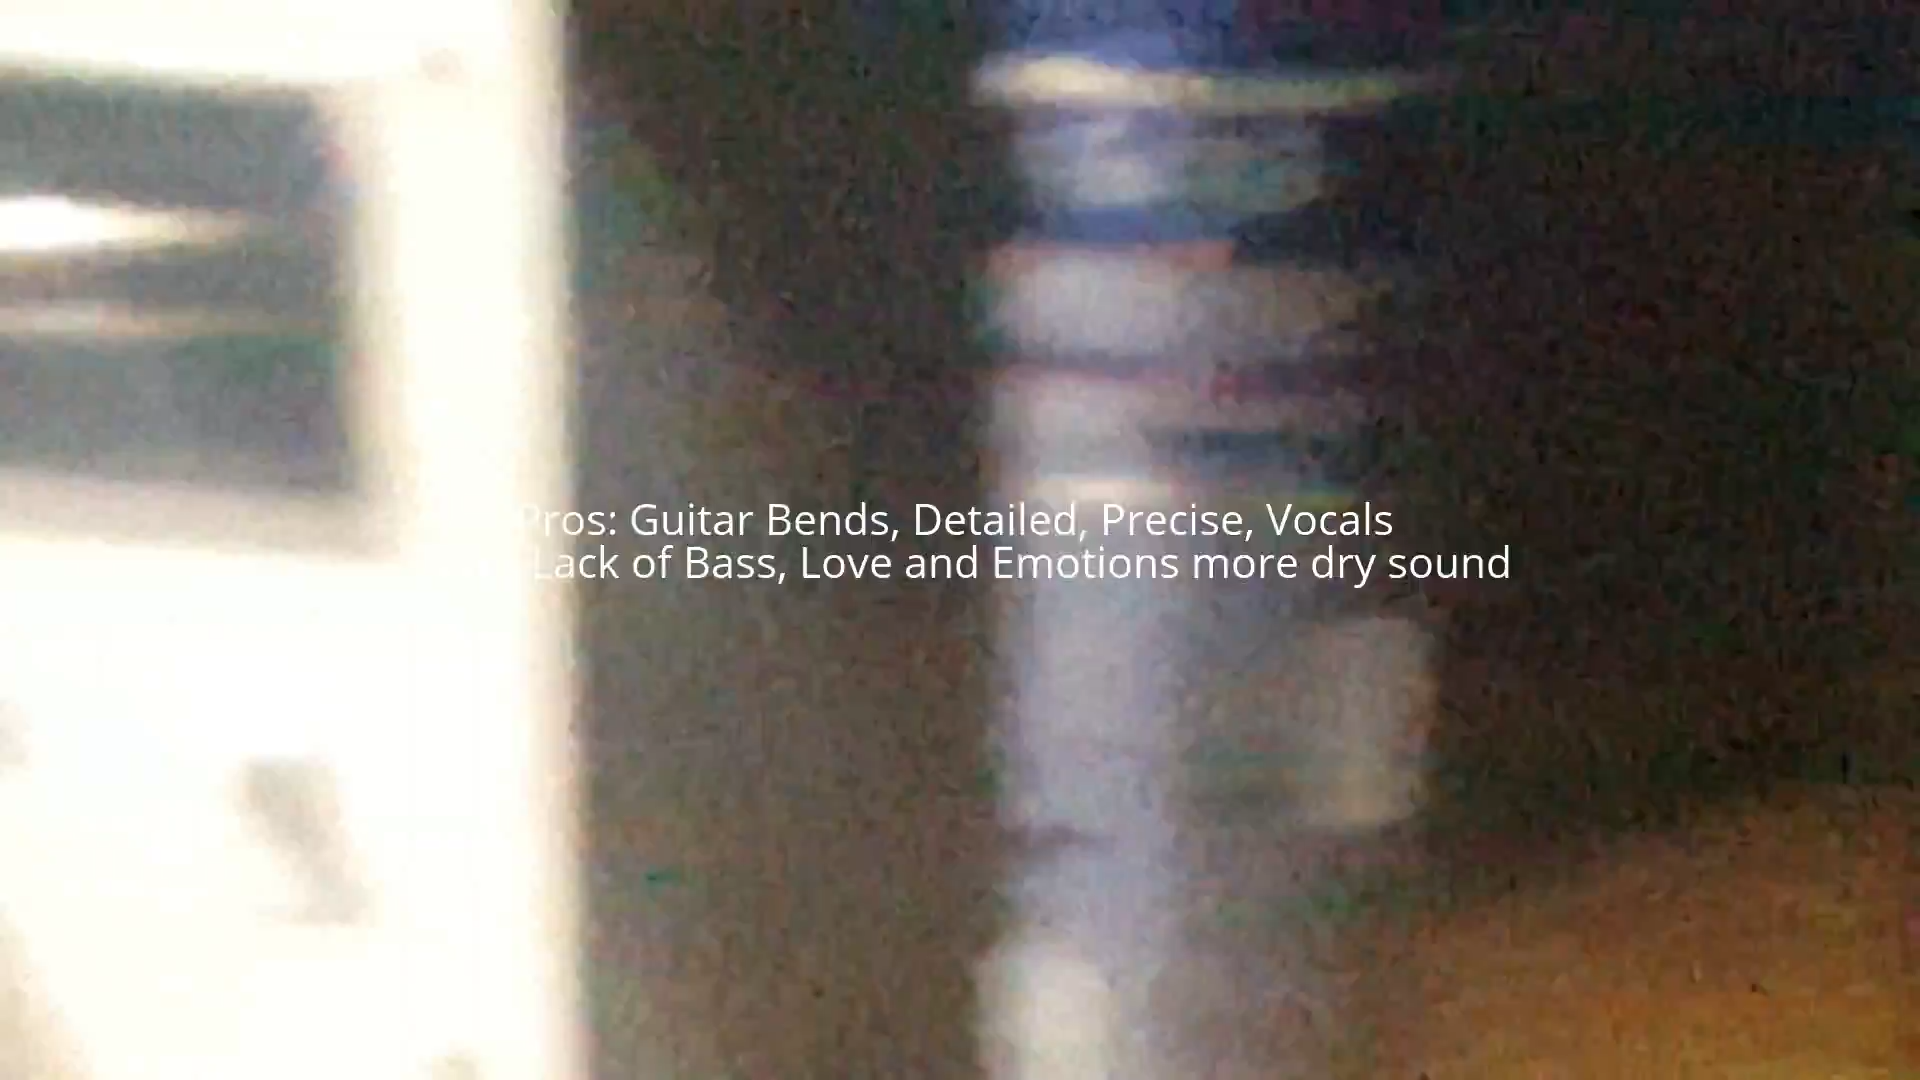 Pros: Guitar Bends, Detailed, Precise, Vocals
Lack of Bass, Love and Emotions more dry sound